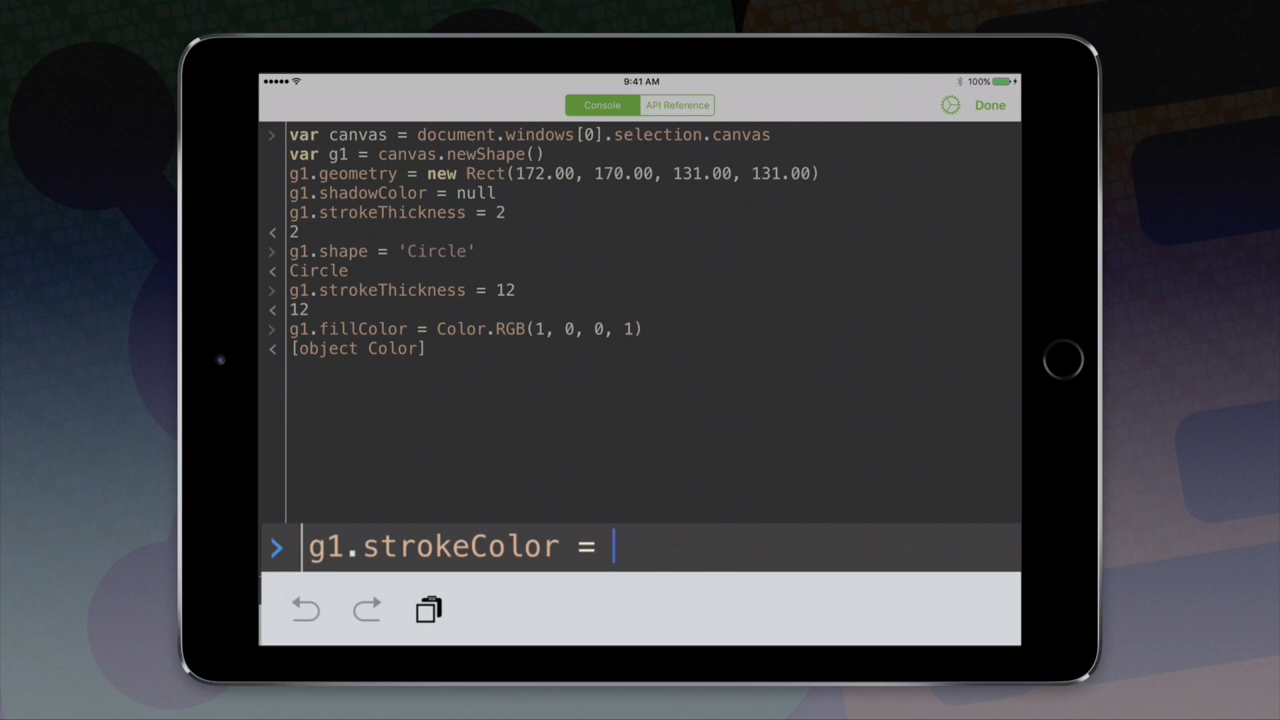 9:41 AM
100%
Console
API Reference
Done
> var canvas = document.windows[0].selection.canvas
var g1 = canvas.newShape()
g1.geometry = new Rect(172.00, 170.00, 131.00, 131.00)
g1.shadowColor = null
g1.strokeThickness = 2
< 2
> g1.shape = 'Circle'
< Circle
> g1.strokeThickness = 12
< 12
> g1.fillColor = Color.RGB(1, 0, 0, 1)
< [object Color]
> g1.strokeColor =